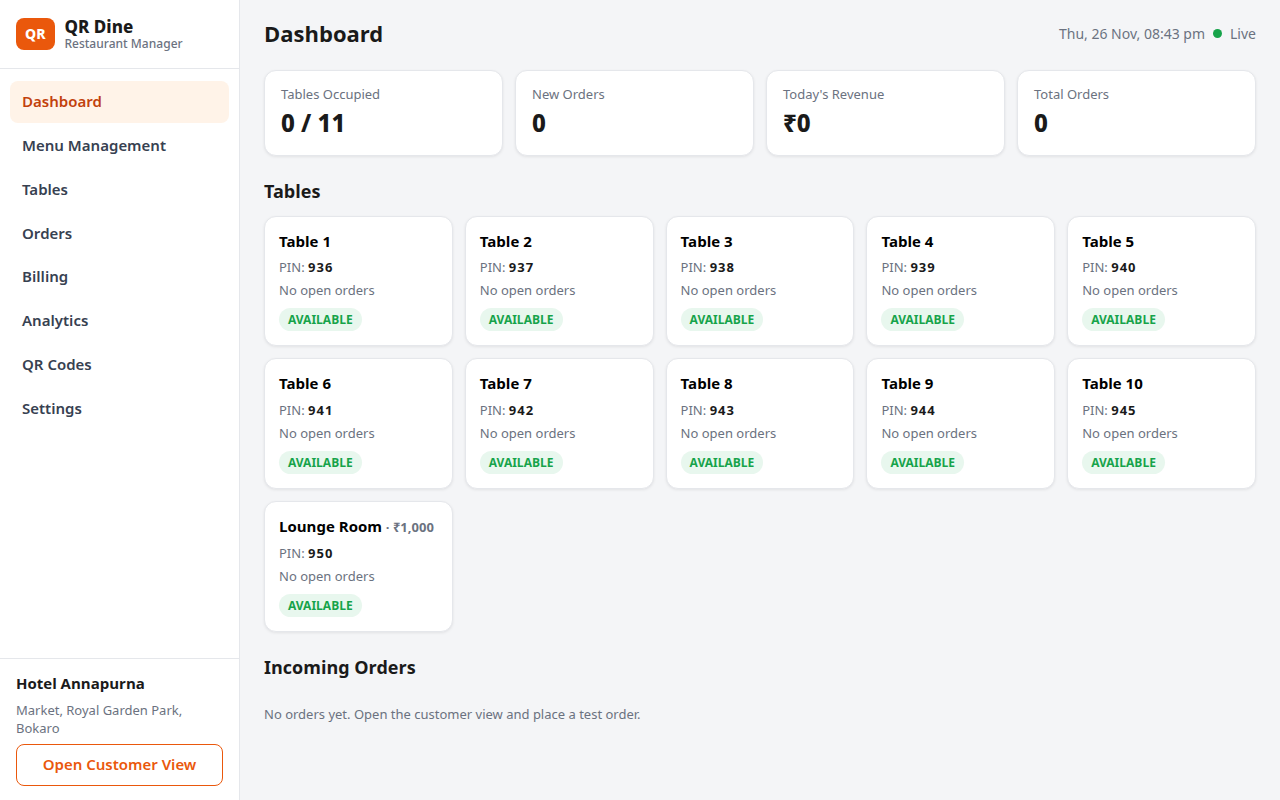 QR
QR Dine
Restaurant Manager
Dashboard
Menu Management
Tables
Orders
Billing
Analytics
QR Codes
Settings
Hotel Annapurna
Market, Royal Garden Park,
Bokaro
Open Customer View
Dashboard
Thu, 26 Nov, 08:43 pm Live
Tables Occupied
0 / 11
New Orders
0
Today's Revenue
₹0
Total Orders
0
Tables
Table 1
PIN: 936
No open orders
AVAILABLE
Table 2
PIN: 937
No open orders
AVAILABLE
Table 3
PIN: 938
No open orders
AVAILABLE
Table 4
PIN: 939
No open orders
AVAILABLE
Table 5
PIN: 940
No open orders
AVAILABLE
Table 6
PIN: 941
No open orders
AVAILABLE
Table 7
PIN: 942
No open orders
AVAILABLE
Table 8
PIN: 943
No open orders
AVAILABLE
Table 9
PIN: 944
No open orders
AVAILABLE
Table 10
PIN: 945
No open orders
AVAILABLE
Lounge Room · ₹1,000
PIN: 950
No open orders
AVAILABLE
Incoming Orders
No orders yet. Open the customer view and place a test order.